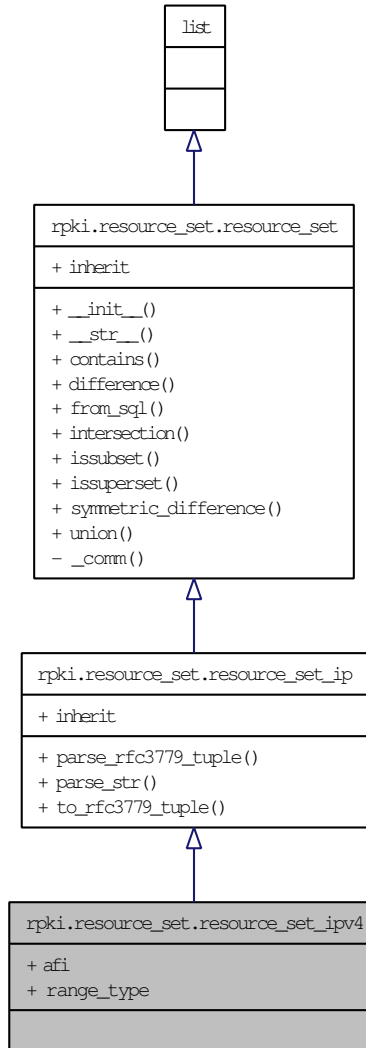 list
rpki.resource_set.resource_set
+ inherit
+ __init__()
+ __str__()
+ contains()
+ difference()
+ from_sql()
+ intersection()
+ issubset()
+ issuperset()
+ symmetric_difference()
+ union()
- _comm()
rpki.resource_set.resource_set_ip
+ inherit
+ parse_rfc3779_tuple()
+ parse_str()
+ to_rfc3779_tuple()
rpki.resource_set.resource_set_ipv4
+ afi
+ range_type